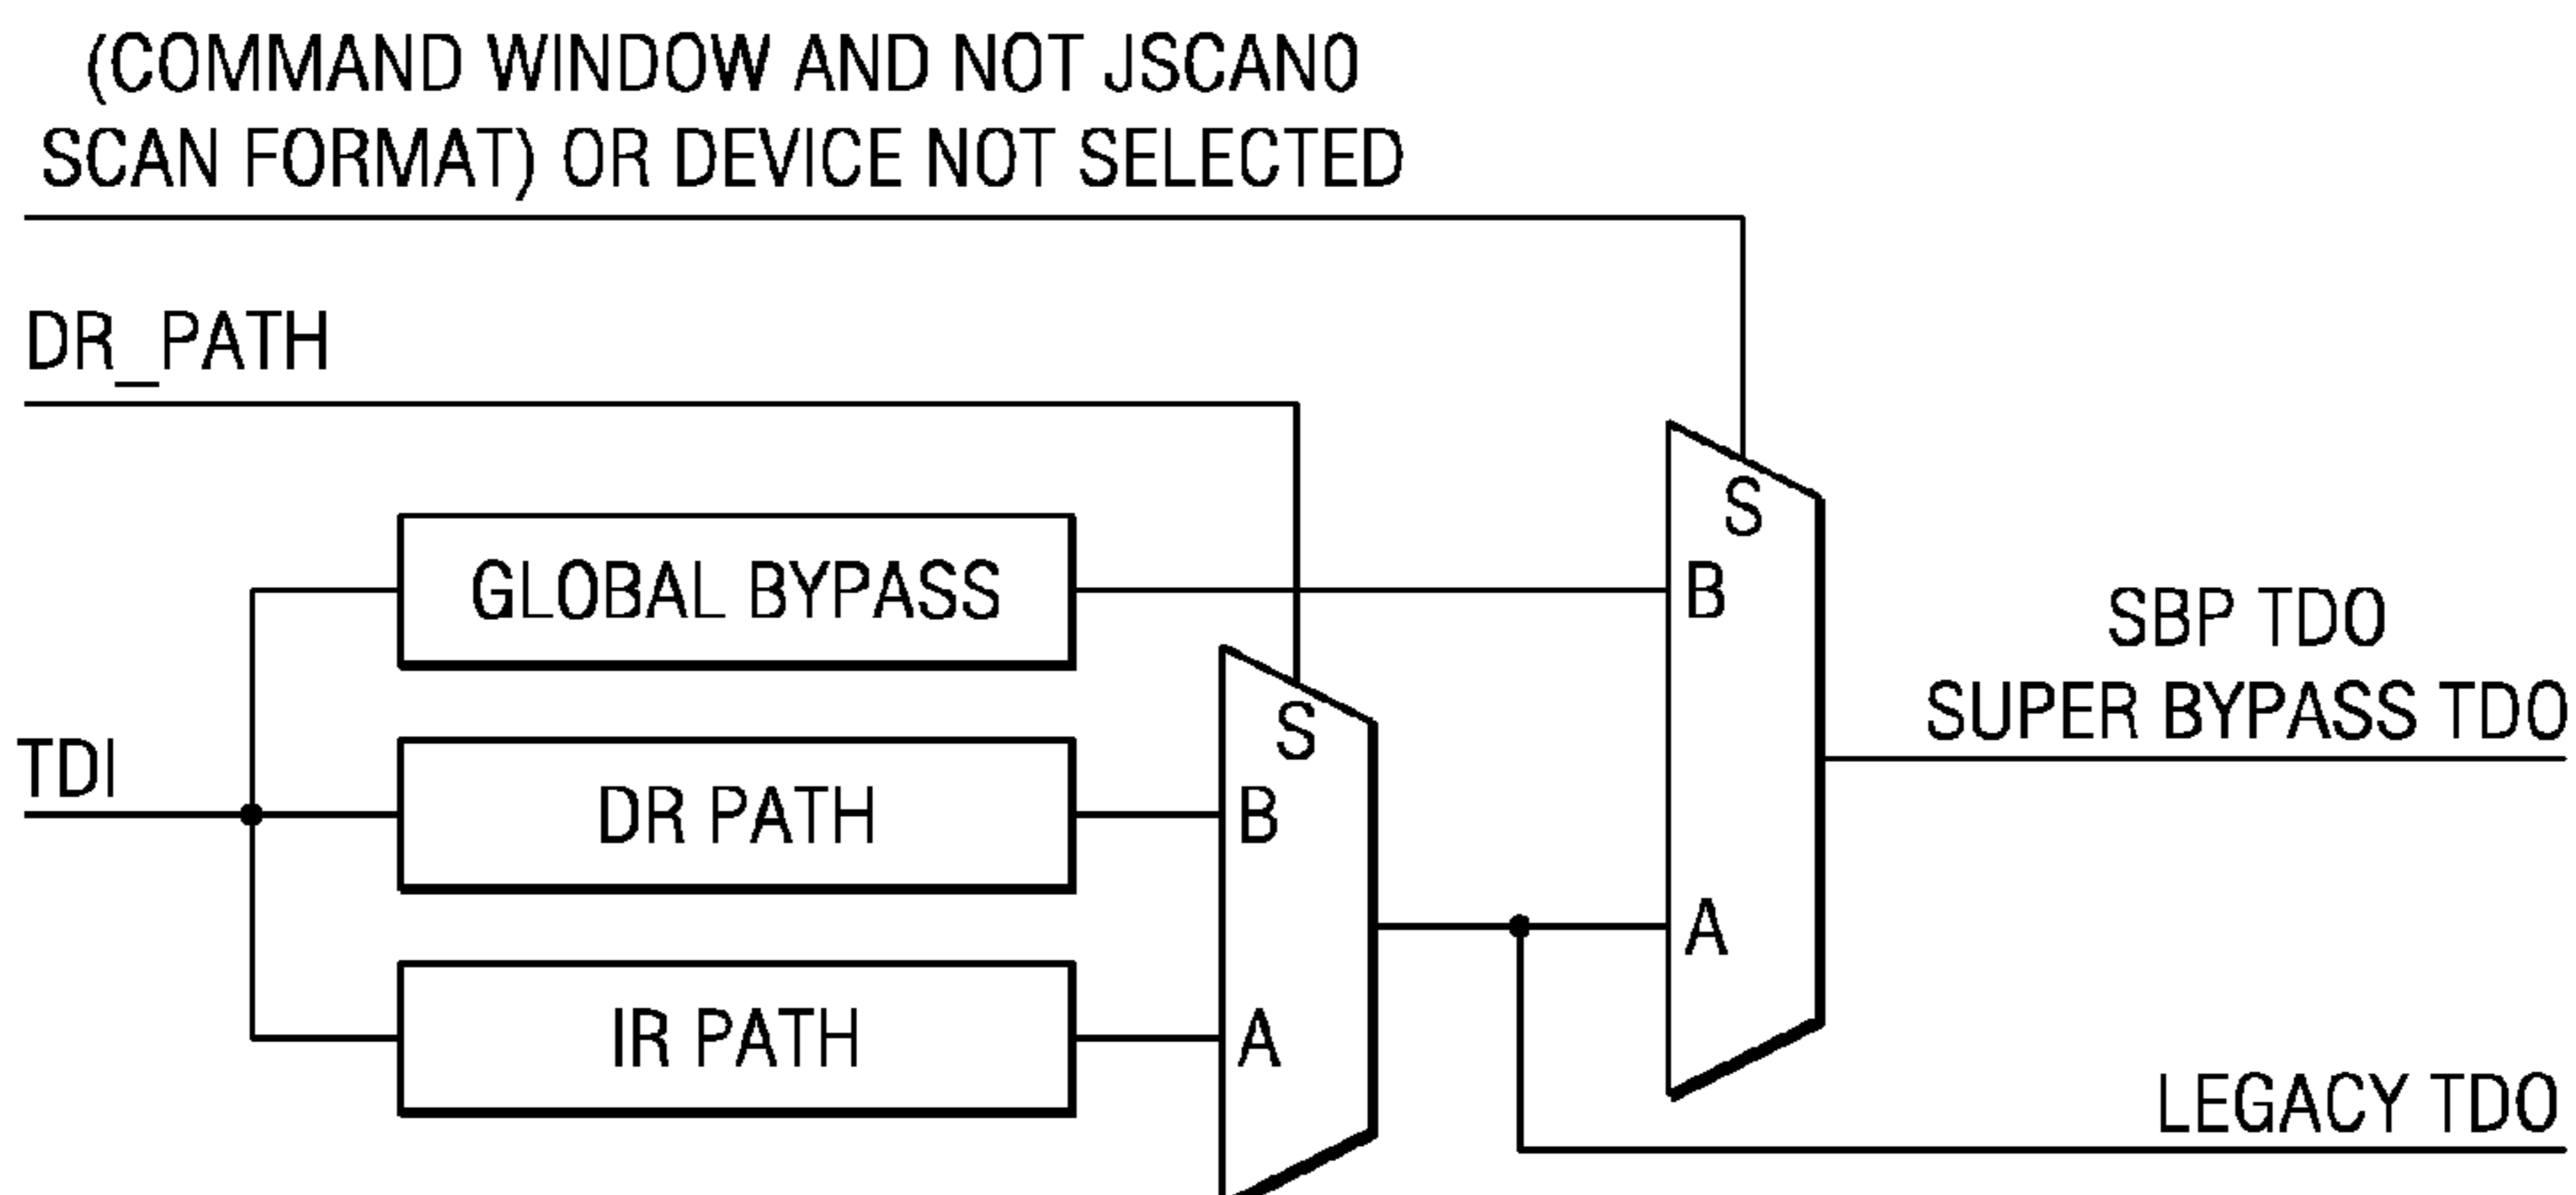 (COMMAND WINDOW AND NOT JSCAN0
SCAN FORMAT) OR DEVICE NOT SELECTED
DR_PATH
S
GLOBAL BYPASS
B
SBP TDO
SUPER BYPASS TDO
S
TDI
DR PATH
B
A
IR PATH
A
LEGACY TDO